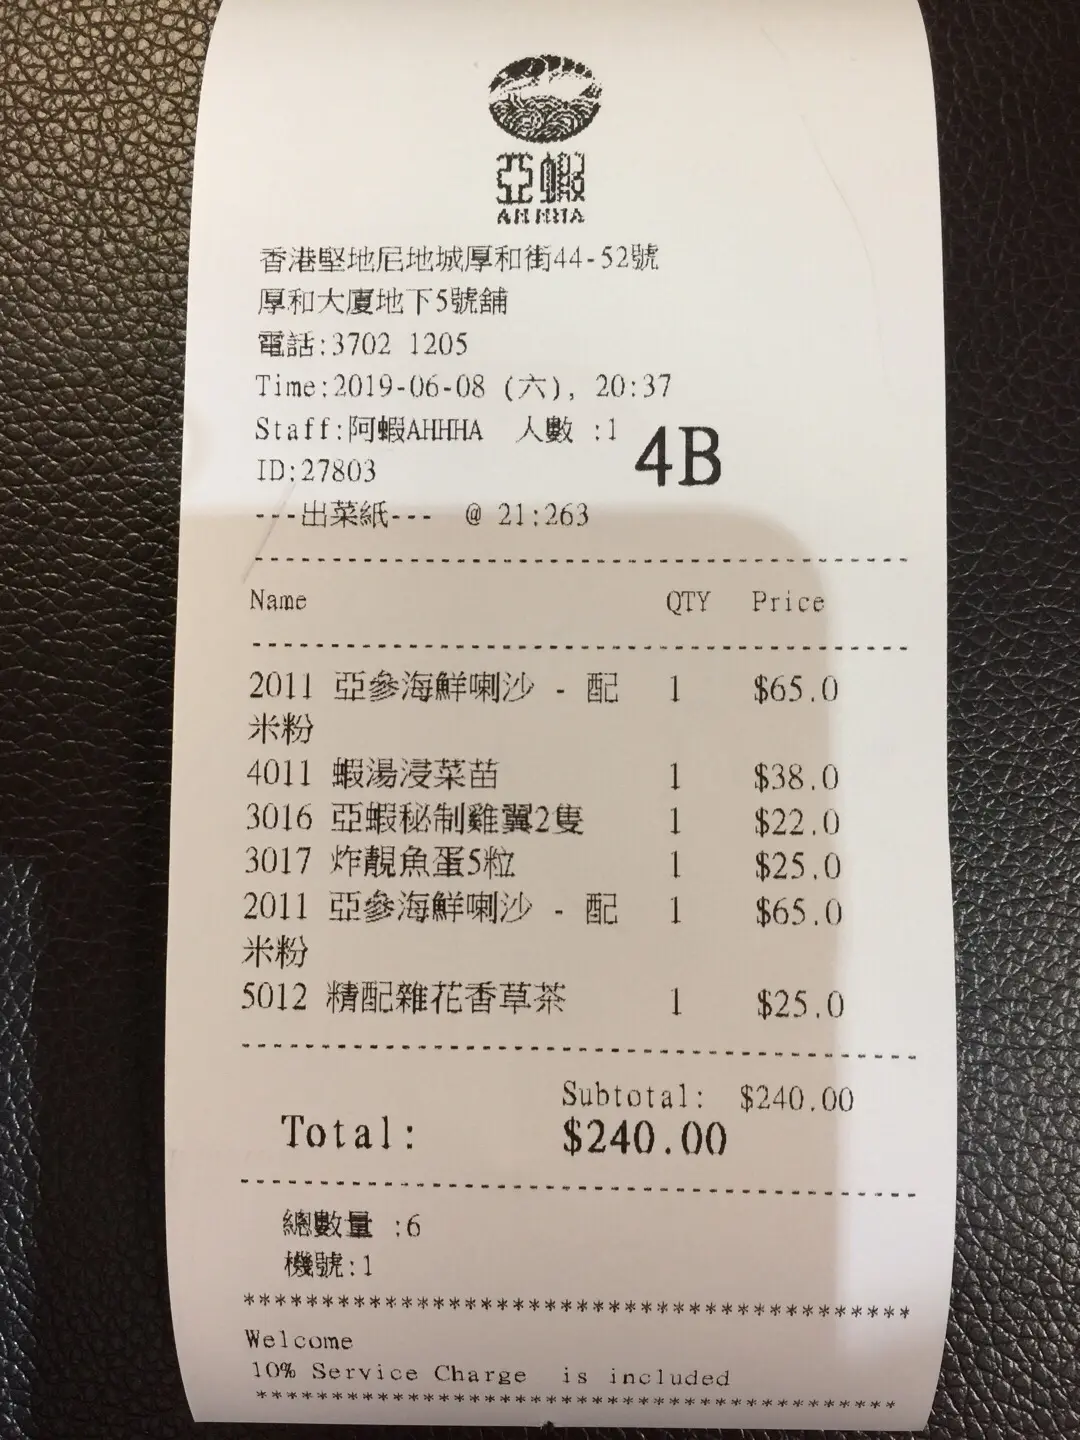 亞蝦
AH HHA
香港堅地尼地城厚和街44-52號
厚和大廈地下5號舖
電話:3702 1205
Time:2019-06-08 (六), 20:37
Staff:阿蝦AHHHA 人數 :1 4B
ID:27803
---出菜紙--- @ 21:263
Name QTY Price
2011 亞參海鮮喇沙 - 配 1 $65.0
米粉
4011 蝦湯浸菜苗 1 $38.0
3016 亞蝦秘制雞翼2隻 1 $22.0
3017 炸靚魚蛋5粒 1 $25.0
2011 亞參海鮮喇沙 - 配 1 $65.0
米粉
5012 精配雜花香草茶 1 $25.0
Subtotal: $240.00
Total: $240.00
總數量 :6
機號:1
******************************************
Welcome
10% Service Charge is included
******************************************